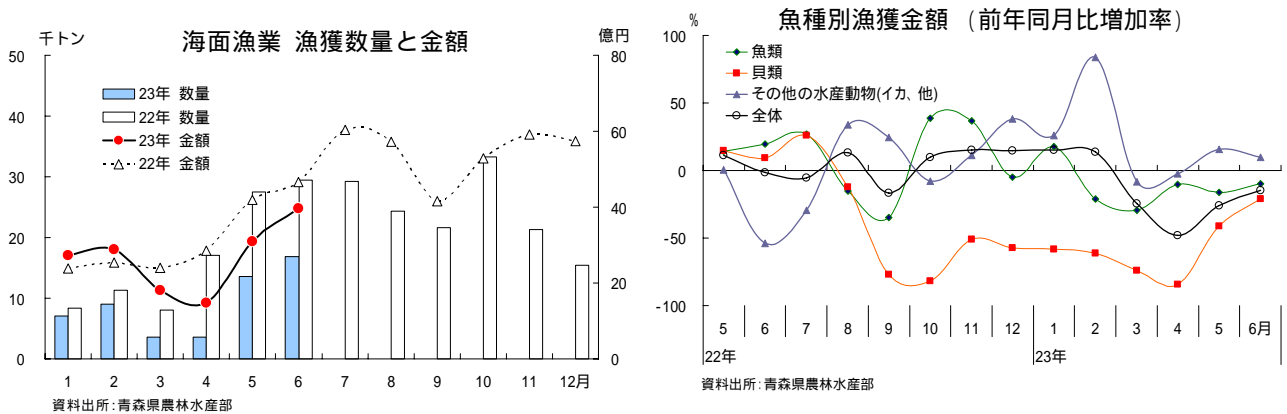 海面漁業 漁獲数量と金額
千トン
億円
50
40
30
20
10
0
80
60
40
20
0
23年 数量
22年 数量
23年 金額
22年 金額
1 2 3 4 5 6 7 8 9 10 11 12月
資料出所：青森県農林水産部
魚種別漁獲金額 (前年同月比増加率)
%
100
50
0
-50
-100
魚類
貝類
その他の水産動物(イカ、他)
全体
5 6 7 8 9 10 11 12 1 2 3 4 5 6月
22年 23年
資料出所：青森県農林水産部